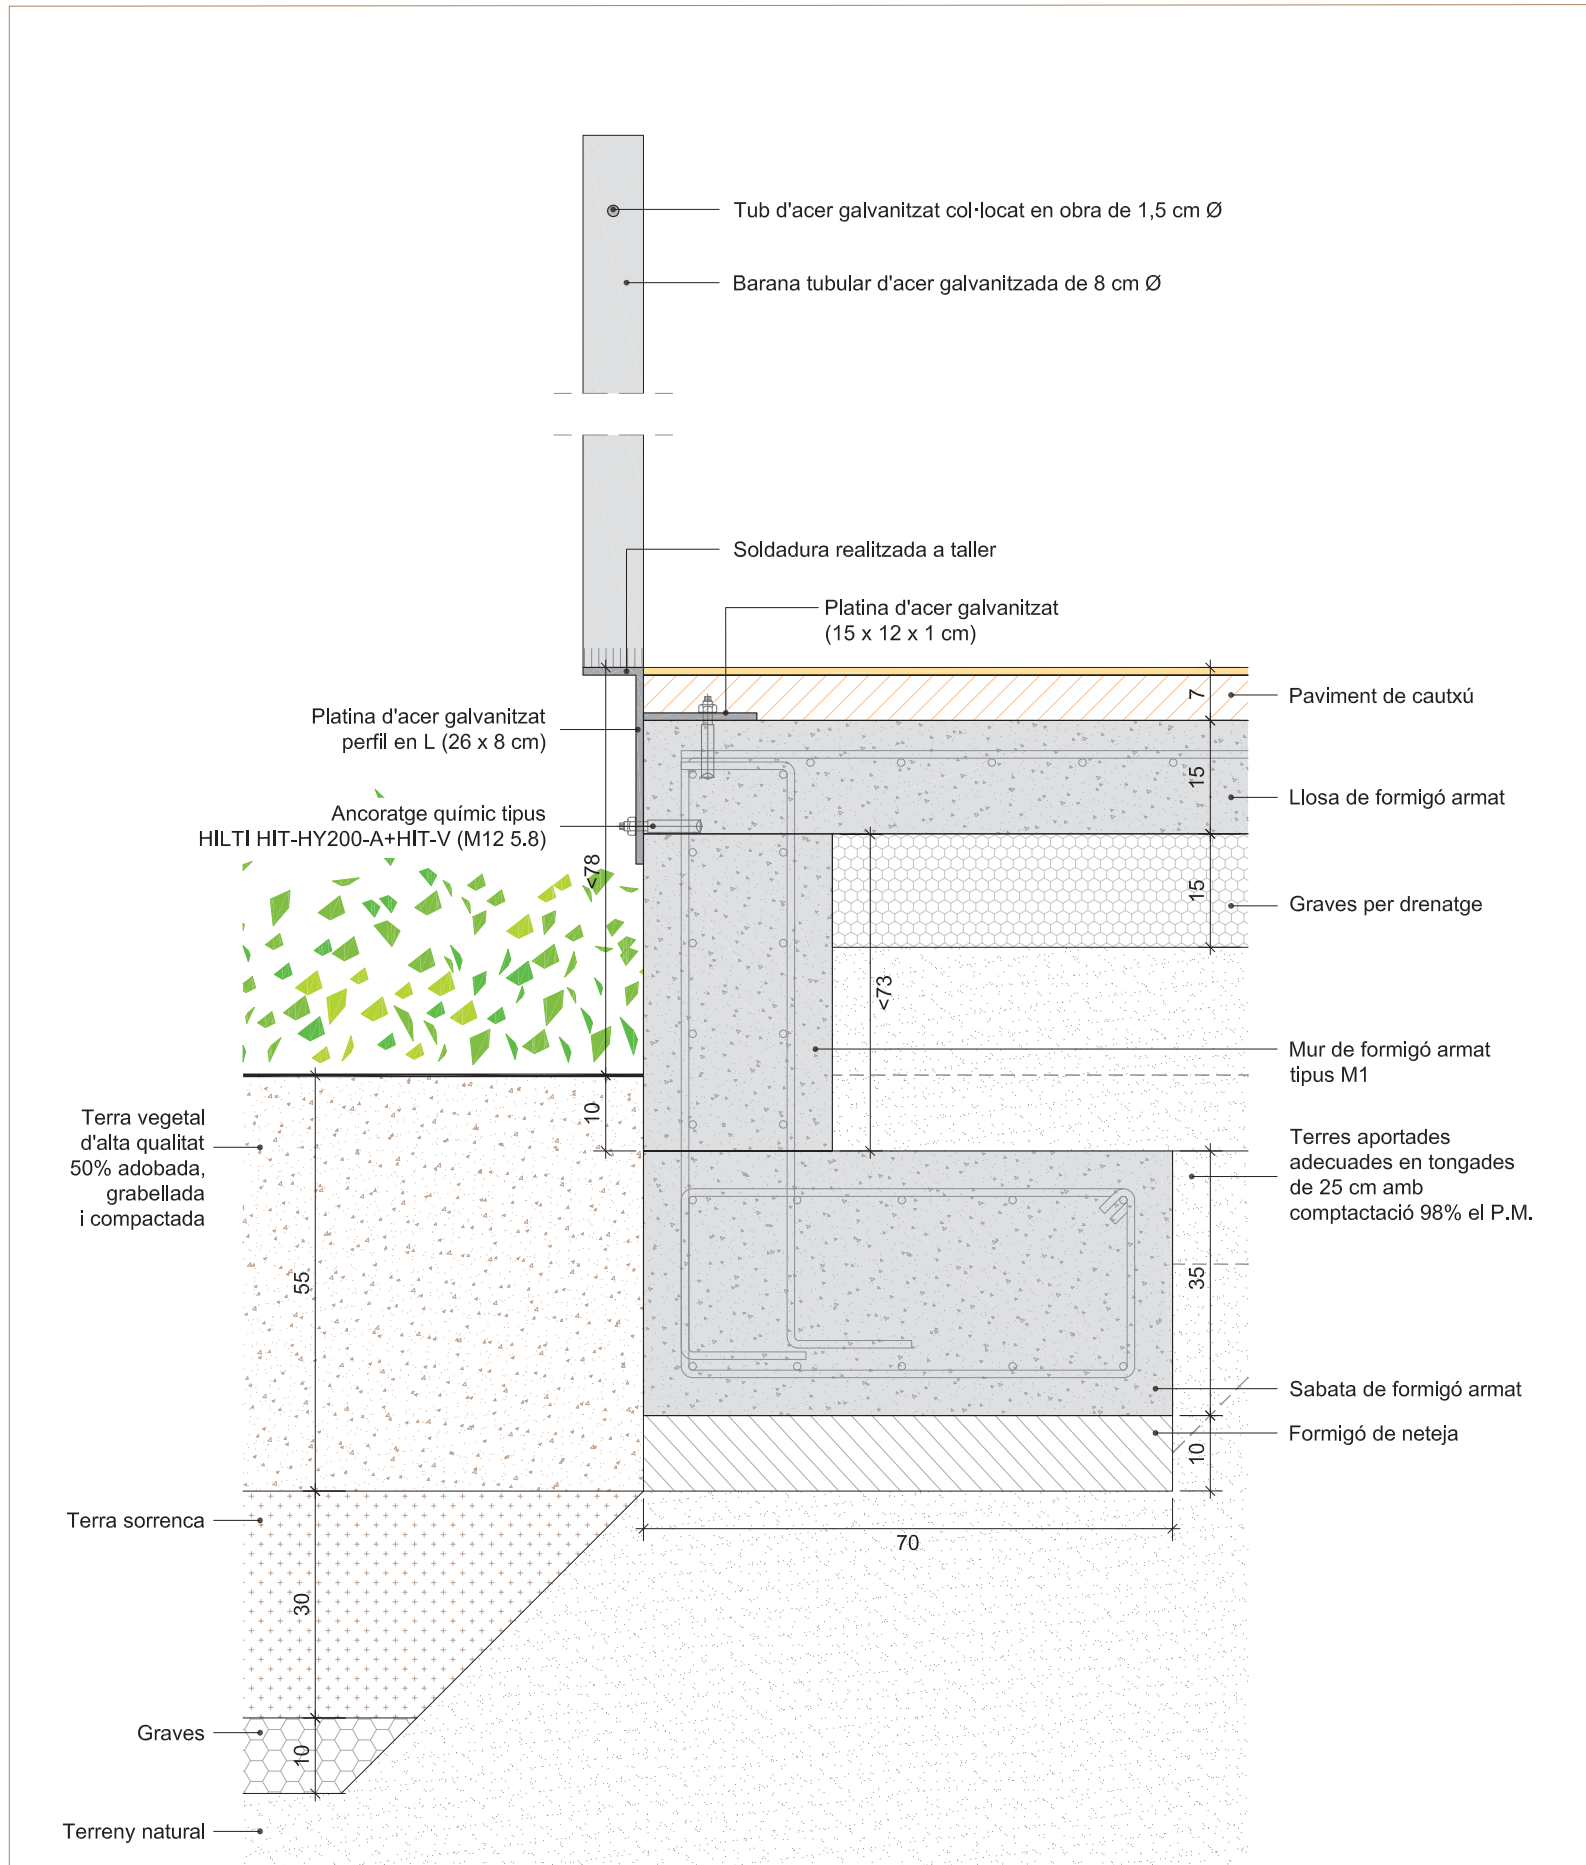 Tub d'acer galvanitzat col·locat en obra de 1,5 cm Ø
Barana tubular d'acer galvanitzada de 8 cm Ø
Soldadura realitzada a taller
Platina d'acer galvanitzat
(15 x 12 x 1 cm)
Platina d'acer galvanitzat
perfil en L (26 x 8 cm)
7
Paviment de cautxú
15
Llosa de formigó armat
Ancoratge químic tipus
HILTI HIT-HY200-A+HIT-V (M12 5.8)
<78
15
Graves per drenatge
<73
Mur de formigó armat
tipus M1
10
Terra vegetal
d'alta qualitat
50% adobada,
grabellada
i compactada
Terres aportades
adecuades en tongades
de 25 cm amb
comptactació 98% el P.M.
55
35
Sabata de formigó armat
Formigó de neteja
10
Terra sorrenca
70
30
Graves
10
Terreny natural